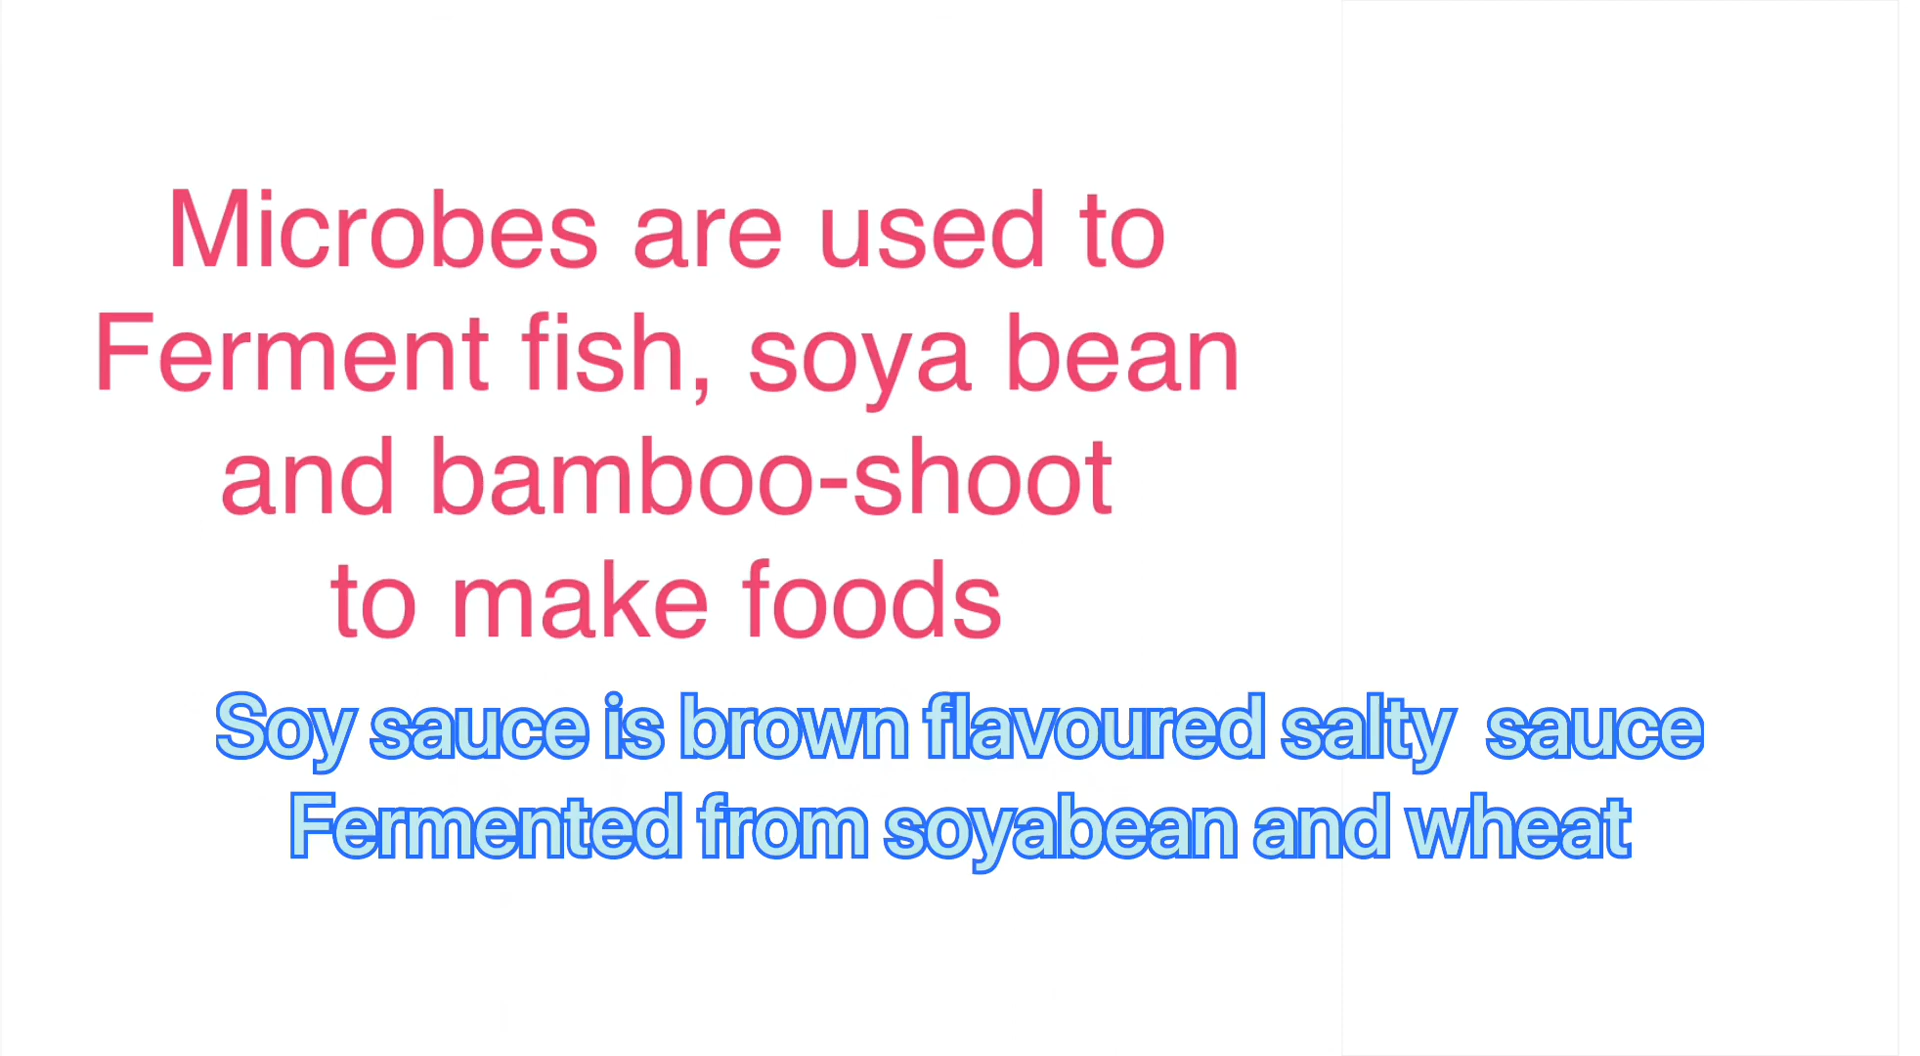 Microbes are used to
Ferment fish, soya bean
and bamboo-shoot
to make foods
Soy sauce is brown flavoured salty  sauce
Fermented from soyabean and wheat